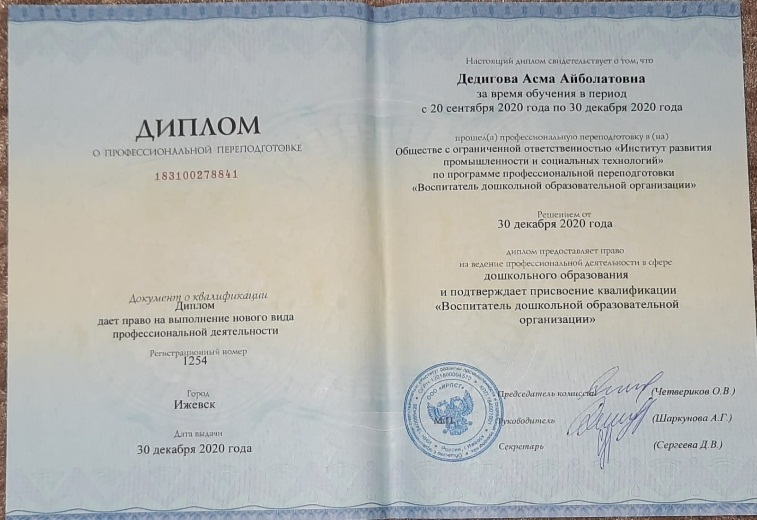 ДИПЛОМ
О ПРОФЕССИОНАЛЬНОЙ ПЕРЕПОДГОТОВКЕ
183100278841
Документ о квалификации
Диплом
дает право на выполнение нового вида
профессиональной деятельности
Регистрационный номер
1254
Город
Ижевск
Дата выдачи
30 декабря 2020 года
Настоящий диплом свидетельствует о том, что
Дедигова Асма Айболатовна
за время обучения в период
с 20 сентября 2020 года по 30 декабря 2020 года
прошел(а) профессиональную переподготовку в (на)
Обществе с ограниченной ответственностью «Институт развития
промышленности и социальных технологий»
по программе профессиональной переподготовки
«Воспитатель дошкольной образовательной организации»
Решением от
30 декабря 2020 года
диплом предоставляет право
на ведение профессиональной деятельности в сфере
дошкольного образования
и подтверждает присвоение квалификации
«Воспитатель дошкольной образовательной
организации»
Председатель комиссии (Четвериков О.В.)
М.П. Руководитель (Шаркунова А.Г.)
Секретарь (Сергеева Д.В.)
ООО «ИРПСТ»